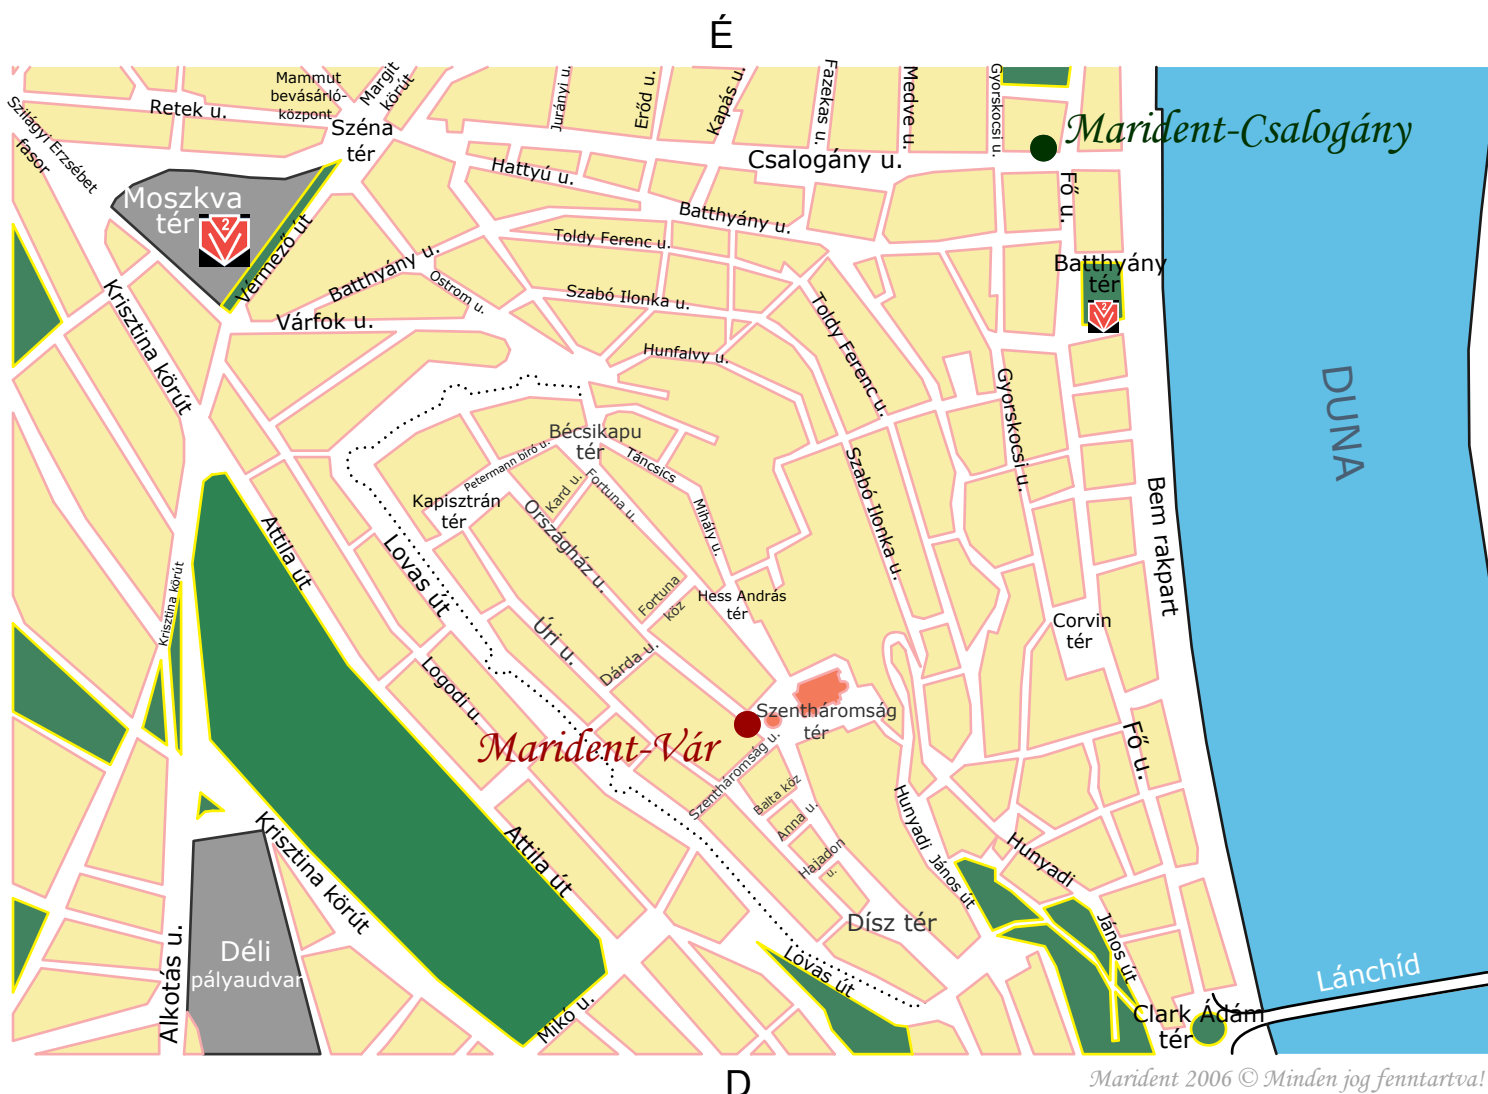 É
Mammut
bevásárló-
központ
Margit
körút
Jurányi u.
Erőd u.
Kapás u.
Fazekas u.
Medve u.
Gyorskocsi u.
Retek u.
Széna
tér
Szilágyi Erzsébet
fasor
Marident-Csalogány
Csalogány u.
Hattyú u.
Moszkva
tér
2
Vérmező út
Batthyány u.
Fő u.
Toldy Ferenc u.
Batthyány u.
Ostrom u.
Batthyány
tér
2
Szabó Ilonka u.
Várfok u.
Krisztina körút
Hunfalvy u.
Toldy Ferenc u.
Gyorskocsi u.
DUNA
Bécsikapu
tér
Petermann bíró u.
Táncsics
Mihály u.
Kard u.
Fortuna u.
Kapisztrán
tér
Országház u.
Szabó Ilonka u.
Bem rakpart
Attila út
Lovas út
Krisztina körút
Fortuna
köz
Hess András
tér
Corvin
tér
Úri u.
Dárda u.
Logodi u.
Szentháromság
tér
Marident-Vár
Szentháromság u.
Fő u.
Balta köz
Anna u.
Hunyadi János út
Hajadon
u.
Hunyadi
János út
Krisztina körút
Attila út
Dísz tér
Déli
pályaudvar
Alkotás u.
Lovas út
Lánchíd
Mikó u.
Clark Ádám
tér
D
Marident 2006 © Minden jog fenntartva!